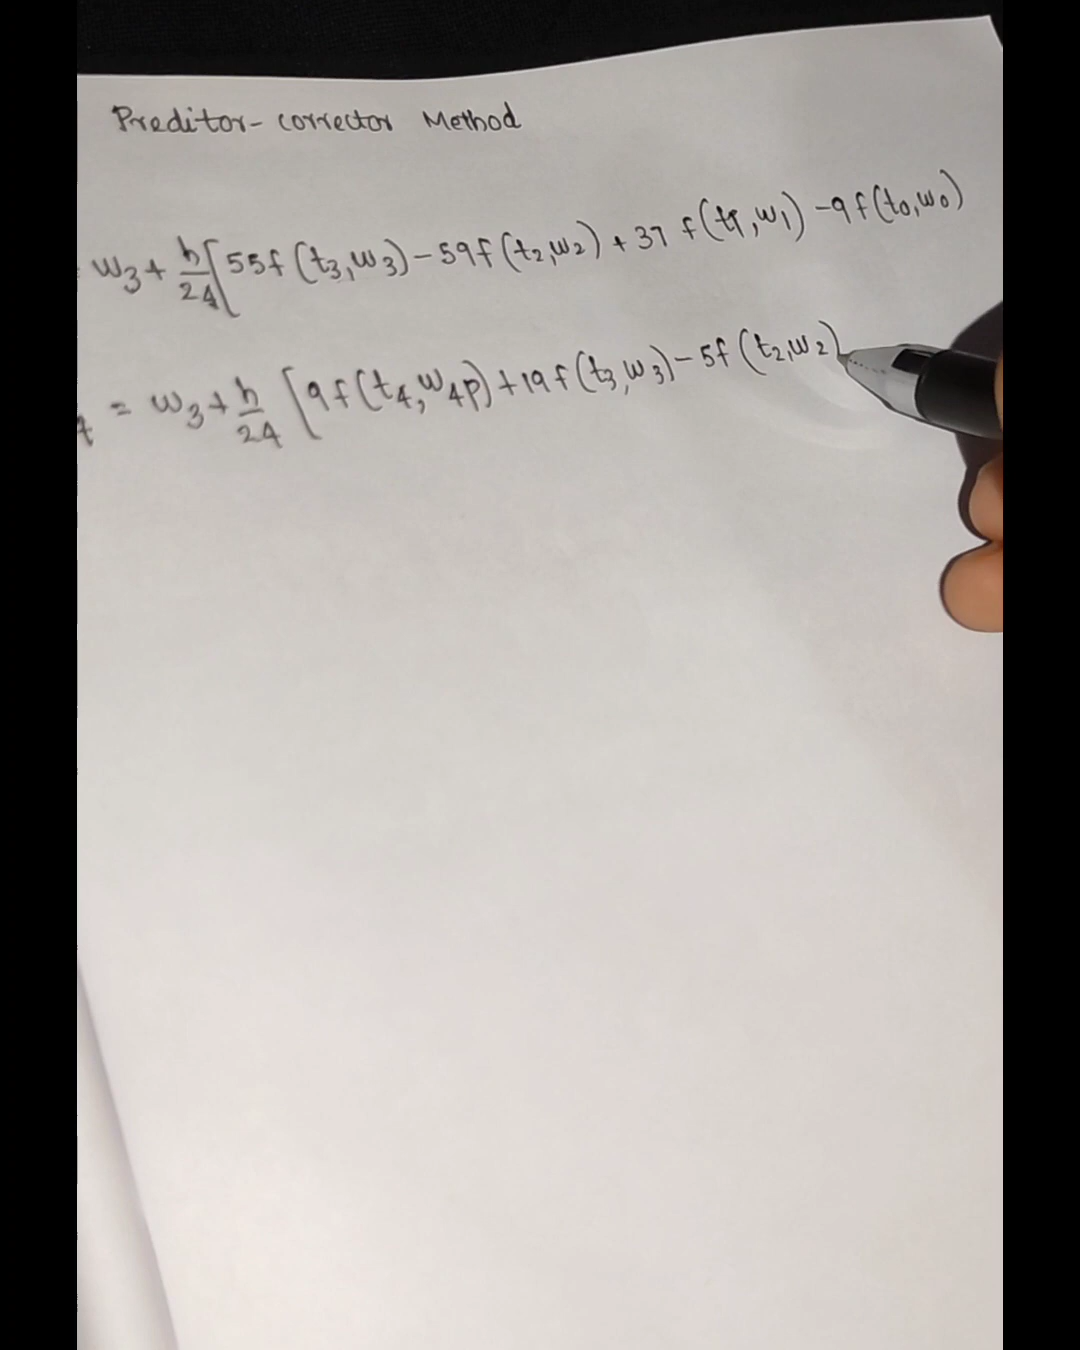 Preditor- corrector Method
w₃ + h/24 [55f (t₃,w₃) - 59f (t₂,w₂) + 37 f(t₁,w₁) - 9f(t₀,w₀)
= w₃ + h/24 [9f(t₄,w₄p) + 19f (t₃,w₃) - 5f (t₂,w₂)